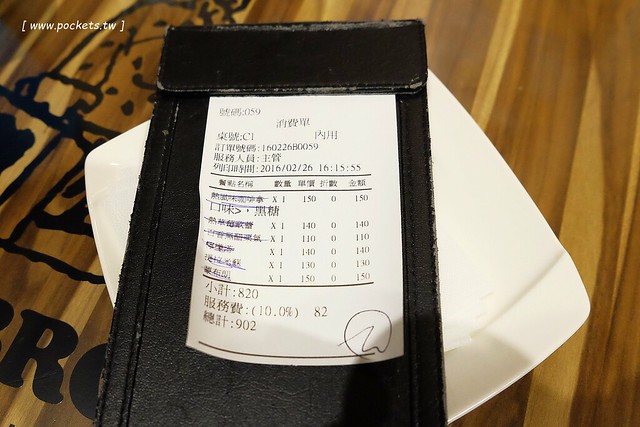 [ www.pockets.tw ]
號碼:059
消費單
桌號:C1 內用
訂單號碼:160226B0059
服務人員:主管
列印時間:2016/02/26 16:15:55
餐點名稱 數量 單價 折數 金額
X 1 150 0 150
口味>，黑糖
X 1 140 0 140
X 1 110 0 110
X 1 140 0 140
X 1 130 0 130
X 1 150 0 150
小計:820
服務費:(10.0%) 82
總計:902